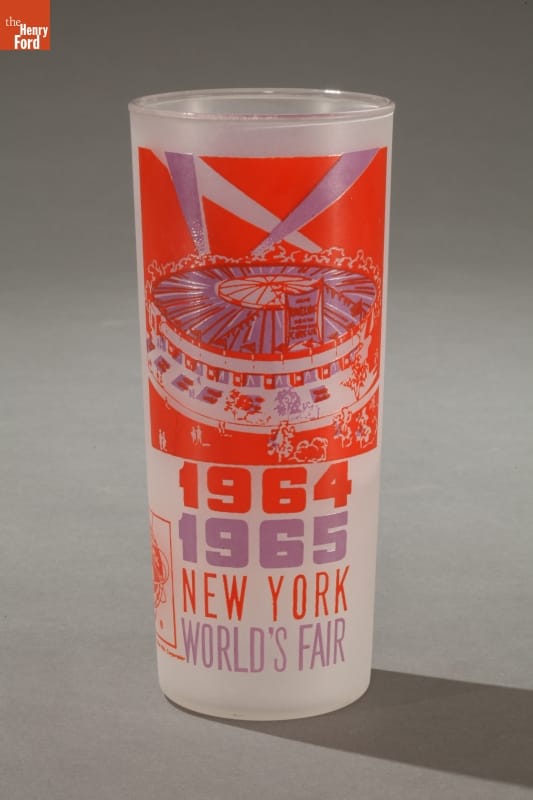 the
Henry
Ford
1964
1965
NEW YORK
WORLD'S FAIR